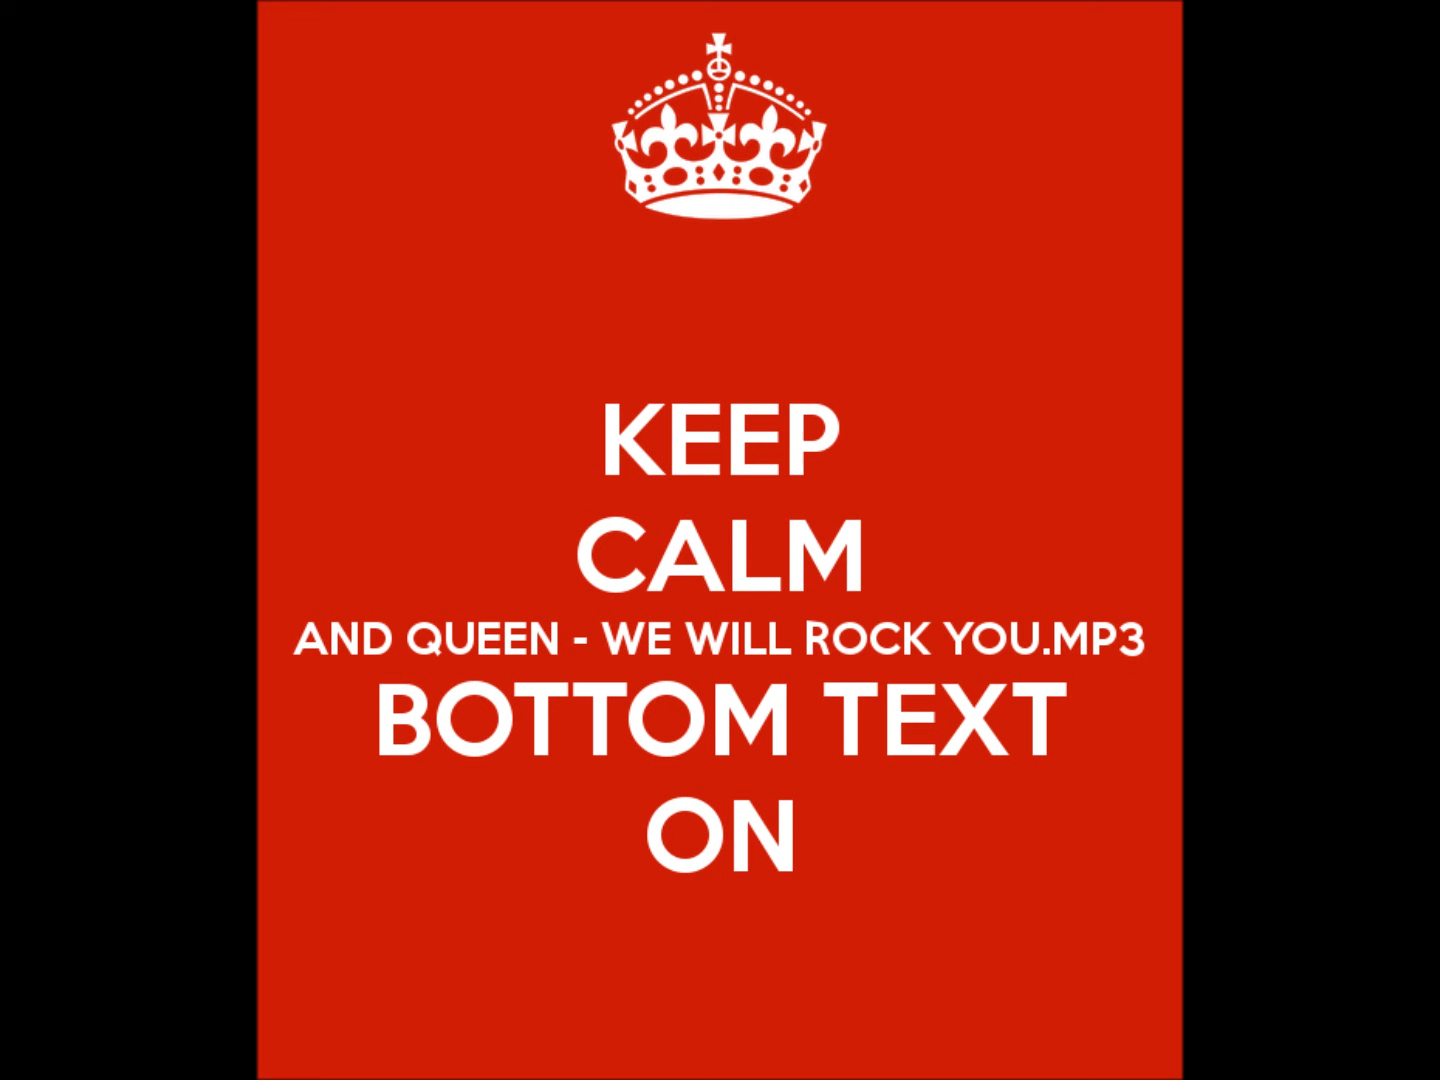 KEEP
CALM
AND QUEEN - WE WILL ROCK YOU.MP3
BOTTOM TEXT
ON